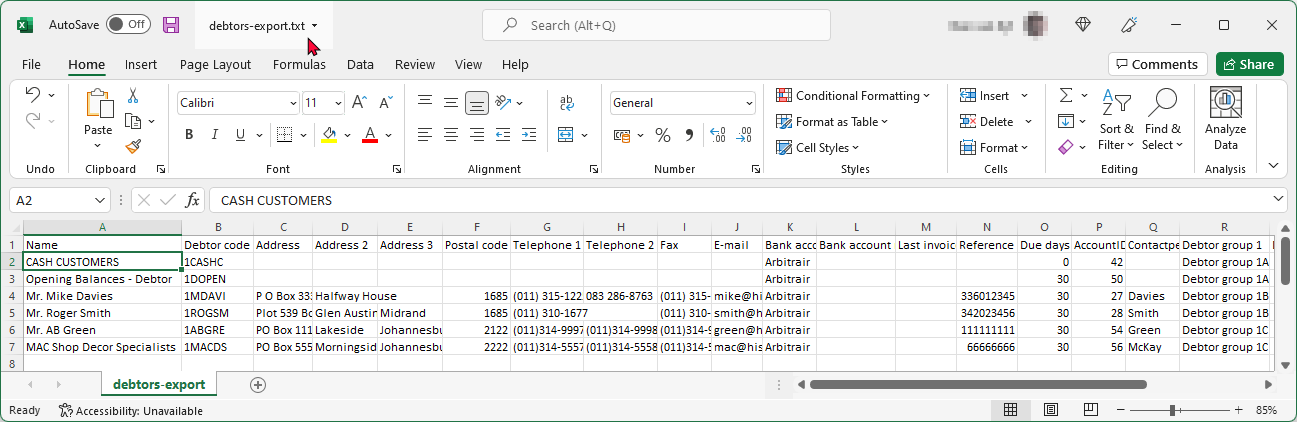 AutoSave Off debtors-export.txt Search (Alt+Q)
File Home Insert Page Layout Formulas Data Review View Help Comments Share
Calibri 11 General Conditional Formatting Insert
Paste Format as Table Delete Sort & Filter Find & Select Analyze Data
B I U A ab c % Cell Styles Format
Undo Clipboard Font Alignment Number Styles Cells Editing Analysis
A2 fx CASH CUSTOMERS
A B C D E F G H I J K L M N O P Q R
1 Name Debtor code Address Address 2 Address 3 Postal code Telephone 1 Telephone 2 Fax E-mail Bank acco Bank account Last invoic Reference Due days AccountID Contactpe Debtor group 1
2 CASH CUSTOMERS 1CASHC Arbitrair 0 42 Debtor group 1A
3 Opening Balances - Debtor 1DOPEN Arbitrair 30 50 Debtor group 1A
4 Mr. Mike Davies 1MDAVI P O Box 333 Halfway House 1685 (011) 315-122 083 286-8763 (011) 315- mike@hi Arbitrair 336012345 30 27 Davies Debtor group 1B
5 Mr. Roger Smith 1ROGSM Plot 539 Bo Glen Austin Midrand 1685 (011) 310-1677 (011) 310- smith@h Arbitrair 342023456 30 28 Smith Debtor group 1B
6 Mr. AB Green 1ABGRE PO Box 111 Lakeside Johannesbu 2122 (011)314-9997 (011)314-9998 (011)314-9 green@h Arbitrair 111111111 30 54 Green Debtor group 1C
7 MAC Shop Decor Specialists 1MACDS PO Box 555 Morningsid Johannesbu 2222 (011)314-5557 (011)314-5558 (011)314-5 mac@his Arbitrair 66666666 30 56 McKay Debtor group 1C
8
debtors-export
Ready Accessibility: Unavailable 85%